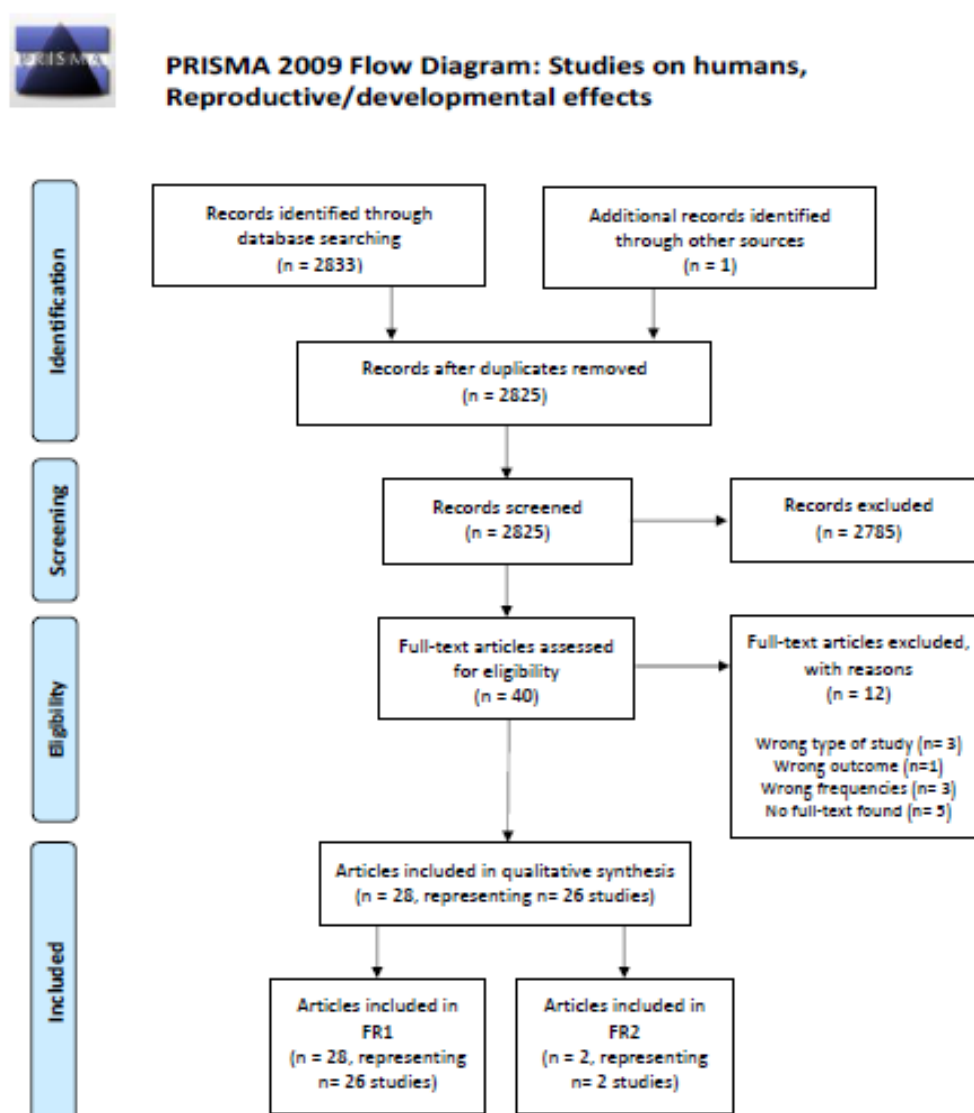 PRISMA
PRISMA 2009 Flow Diagram: Studies on humans,
Reproductive/developmental effects
Identification
Records identified through
database searching
(n = 2833)
Additional records identified
through other sources
(n = 1)
Records after duplicates removed
(n = 2825)
Screening
Records screened
(n = 2825)
Records excluded
(n = 2785)
Eligibility
Full-text articles assessed
for eligibility
(n = 40)
Full-text articles excluded,
with reasons
(n = 12)
Wrong type of study (n= 3)
Wrong outcome (n=1)
Wrong frequencies (n= 3)
No full-text found (n= 5)
Included
Articles included in qualitative synthesis
(n = 28, representing n= 26 studies)
Articles included in
FR1
(n = 28, representing
n= 26 studies)
Articles included in
FR2
(n = 2, representing
n= 2 studies)